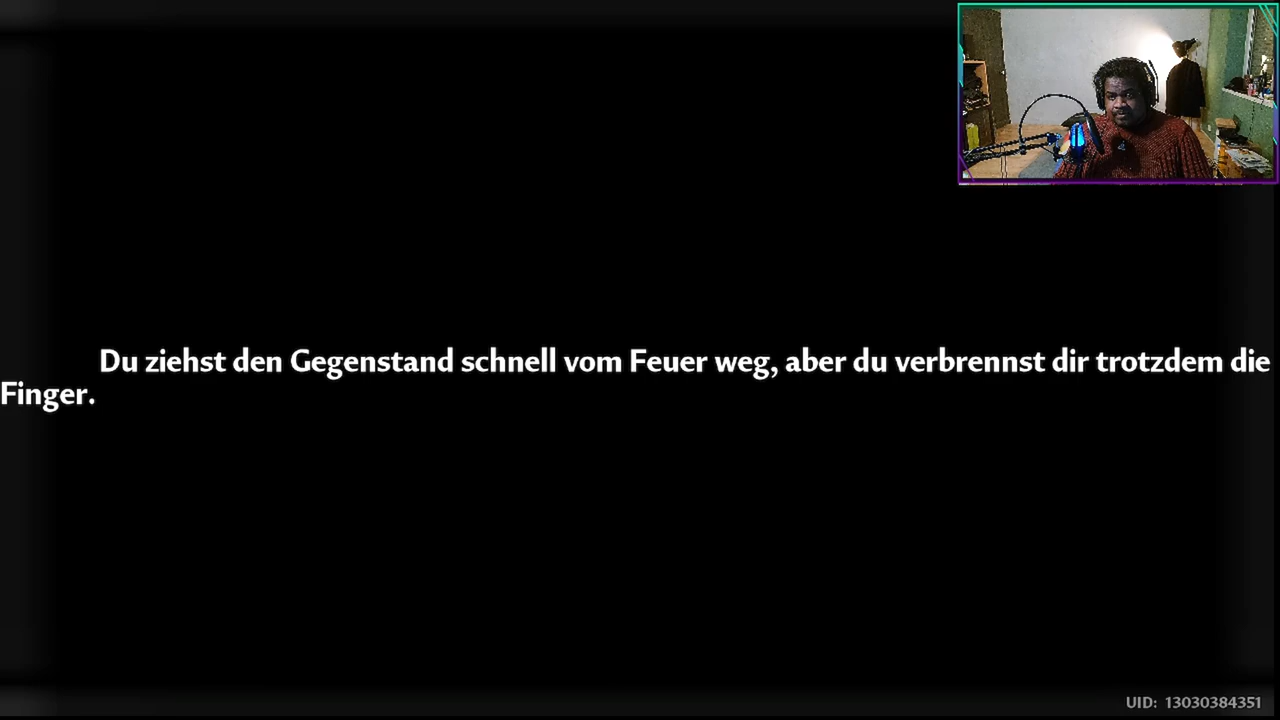 Du ziehst den Gegenstand schnell vom Feuer weg, aber du verbrennst dir trotzdem die
Finger.
UID: 13030384351